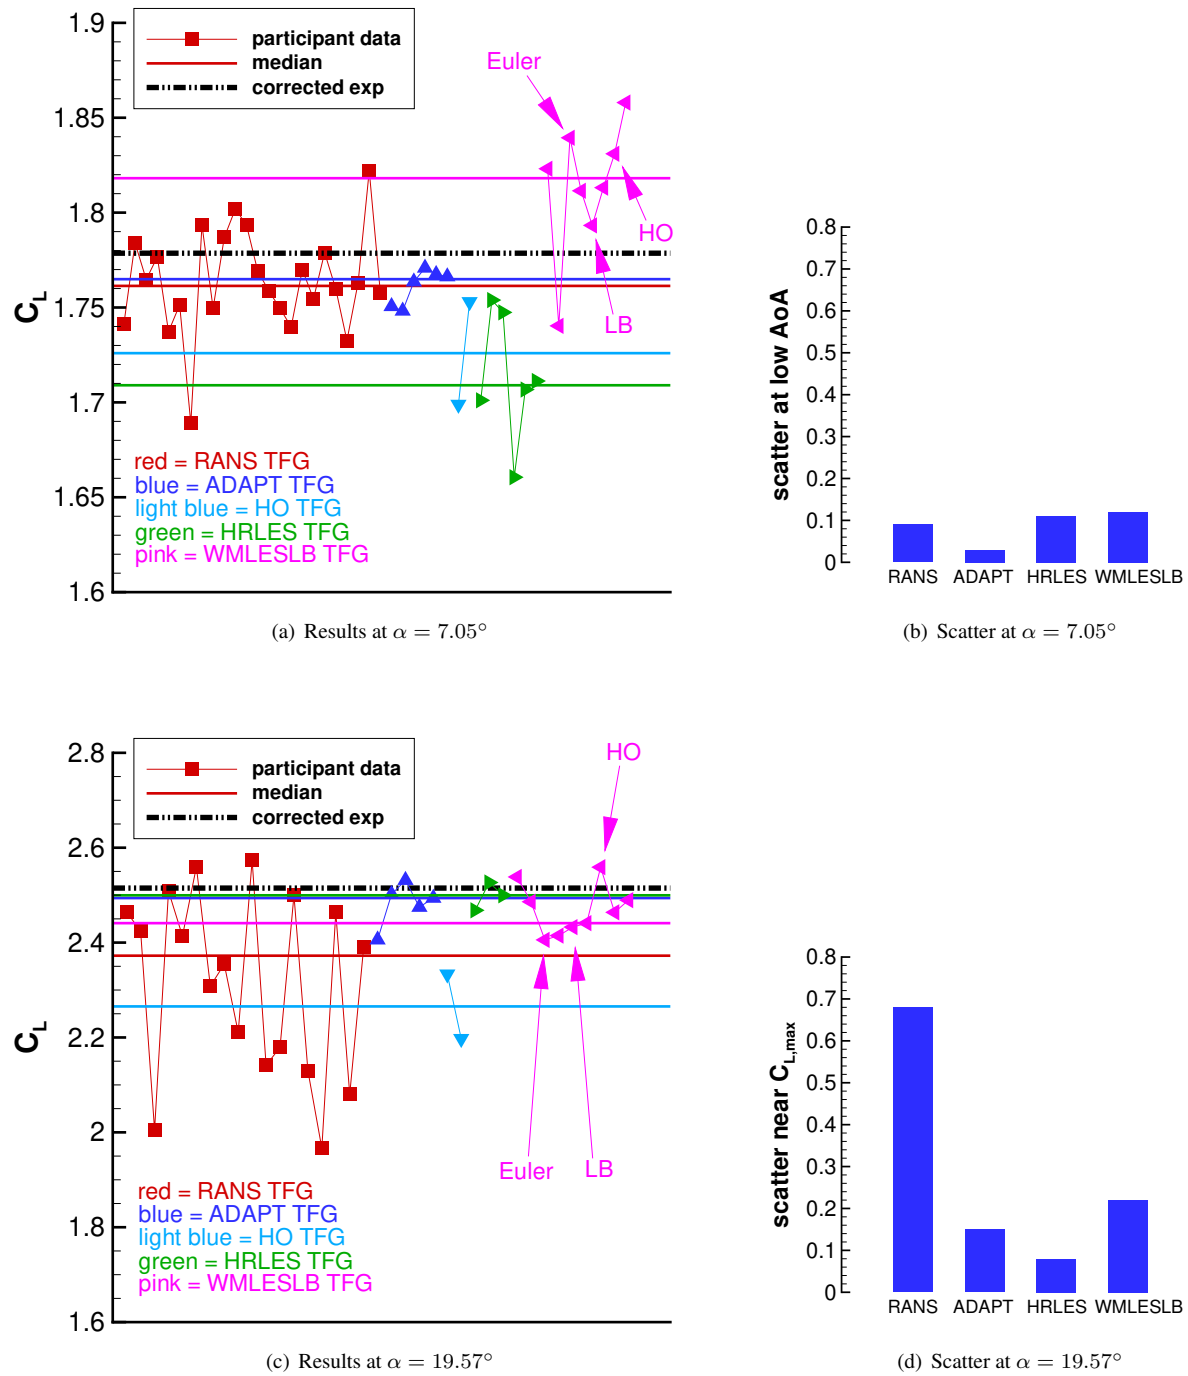 1.9
1.85
1.8
1.75
1.7
1.65
1.6
C_L
participant data
median
corrected exp
Euler
HO
LB
red = RANS TFG
blue = ADAPT TFG
light blue = HO TFG
green = HRLES TFG
pink = WMLESLB TFG
(a) Results at α = 7.05°
0.8
0.7
0.6
0.5
0.4
0.3
0.2
0.1
0
scatter at low AoA
RANS ADAPT HRLES WMLESLB
(b) Scatter at α = 7.05°
2.8
2.6
2.4
2.2
2
1.8
1.6
C_L
participant data
median
corrected exp
HO
Euler
LB
red = RANS TFG
blue = ADAPT TFG
light blue = HO TFG
green = HRLES TFG
pink = WMLESLB TFG
(c) Results at α = 19.57°
0.8
0.7
0.6
0.5
0.4
0.3
0.2
0.1
0
scatter near C_L,max
RANS ADAPT HRLES WMLESLB
(d) Scatter at α = 19.57°